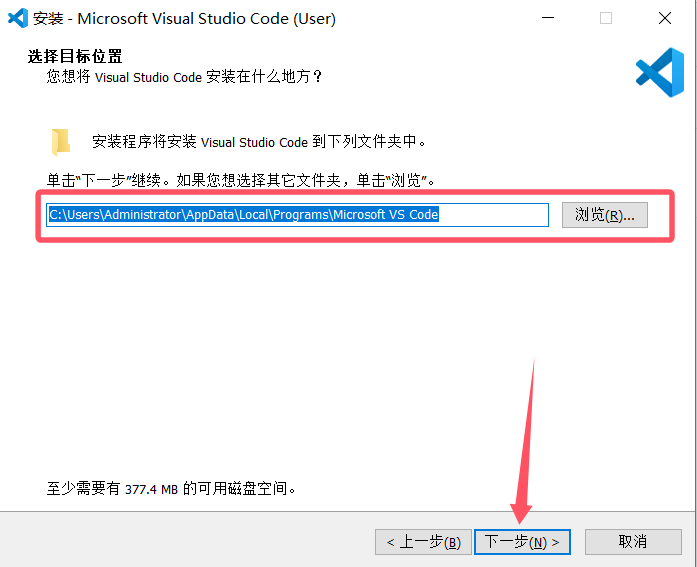 安装 - Microsoft Visual Studio Code (User)
选择目标位置
您想将 Visual Studio Code 安装在什么地方？
安装程序将安装 Visual Studio Code 到下列文件夹中。
单击“下一步”继续。如果您想选择其它文件夹，单击“浏览”。
C:\Users\Administrator\AppData\Local\Programs\Microsoft VS Code
浏览(R)...
至少需要有 377.4 MB 的可用磁盘空间。
< 上一步(B)
下一步(N) >
取消